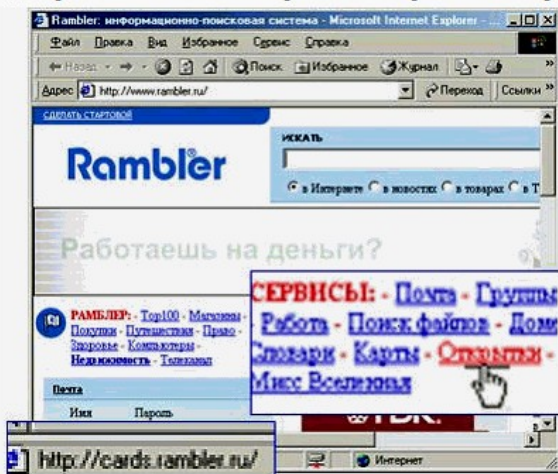 Rambler: информационно-поисковая система - Microsoft Internet Explorer - ...
Файл Правка Вид Избранное Сервис Справка
Назад Поиск Избранное Журнал »
Адрес http://www.rambler.ru/ Переход Ссылки »
СДЕЛАТЬ СТАРТОВОЙ
Rambler
ИСКАТЬ
в Интернете в новостях в товарах в Т
Работаешь на деньги?
РАМБЛЕР: - Top100 - Магазины -
Покупки - Путешествия - Право -
Здоровье - Компьютеры -
Недвижимость - Телеканал
Почта
Имя Пароль
СЕРВИСЫ: - Почта - Группы
- Работа - Поиск файлов - Дом
Словари - Карты - Открытки -
Мисс Вселенная
http://cards.rambler.ru/
Интернет